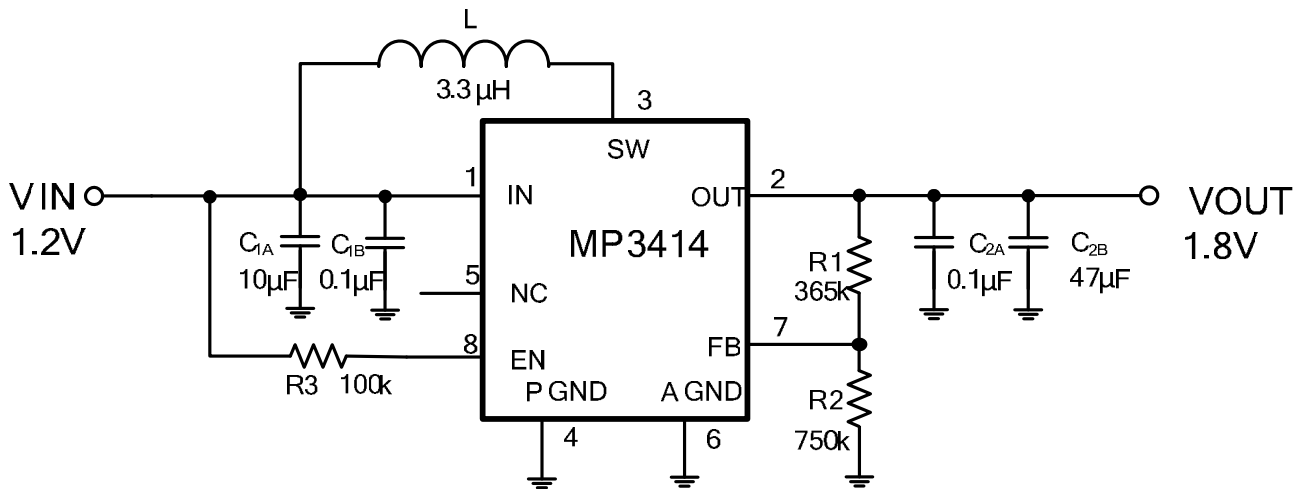 L
3.3 µH
3
SW
VIN
1.2V
1
IN
OUT
2
VOUT
1.8V
MP3414
C1A
10µF
C1B
0.1µF
5
NC
R1
365k
C2A
0.1µF
C2B
47µF
FB
7
8
EN
R3 100k
P GND
A GND
R2
750k
4
6